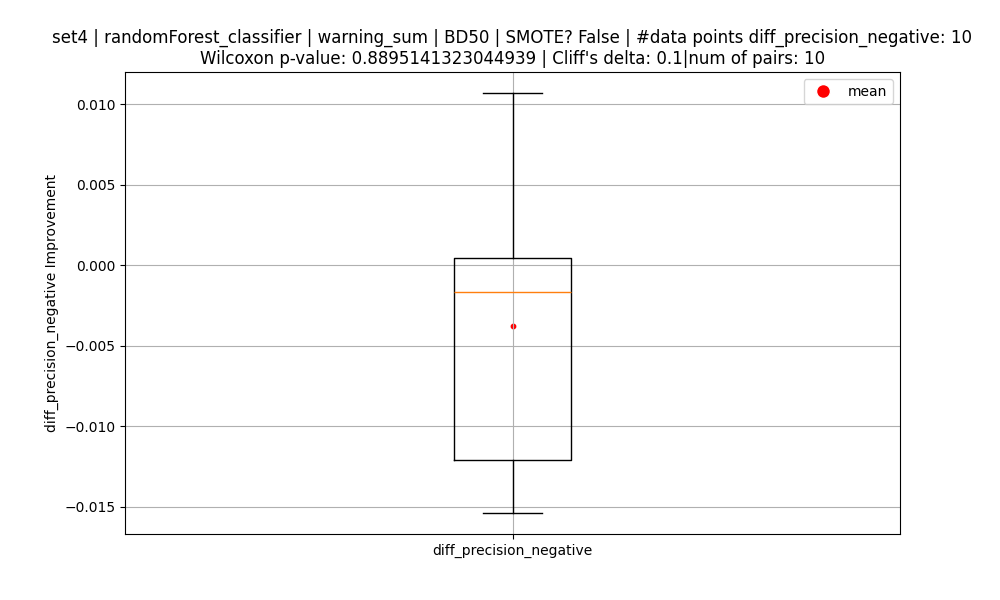 set4 | randomForest_classifier | warning_sum | BD50 | SMOTE? False | #data points diff_precision_negative: 10
Wilcoxon p-value: 0.8895141323044939 | Cliff's delta: 0.1|num of pairs: 10
mean
0.010
0.005
0.000
−0.005
−0.010
−0.015
diff_precision_negative Improvement
diff_precision_negative